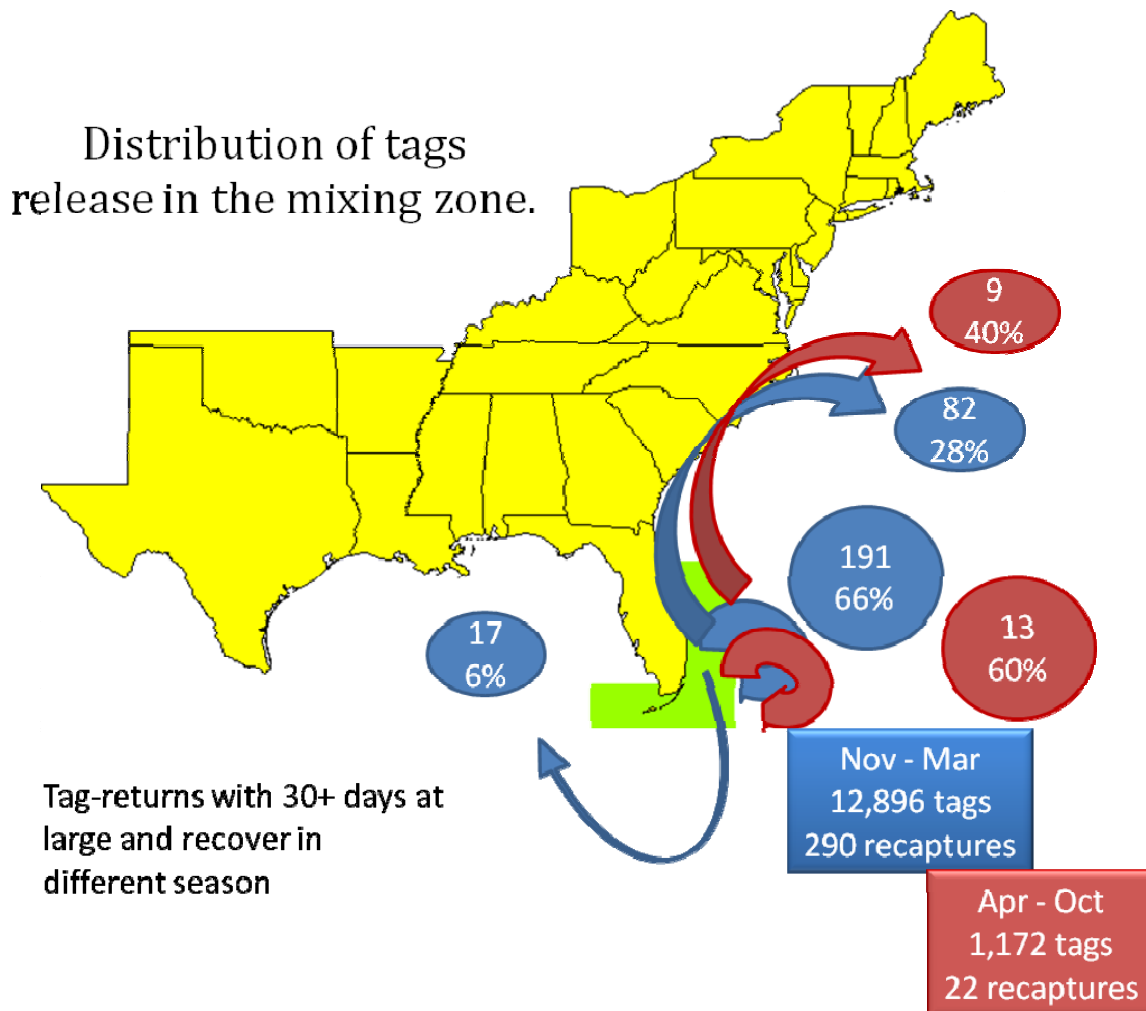 Distribution of tags
release in the mixing zone.
9
40%
82
28%
191
66%
13
60%
17
6%
Nov - Mar
12,896 tags
290 recaptures
Tag-returns with 30+ days at
large and recover in
different season
Apr - Oct
1,172 tags
22 recaptures